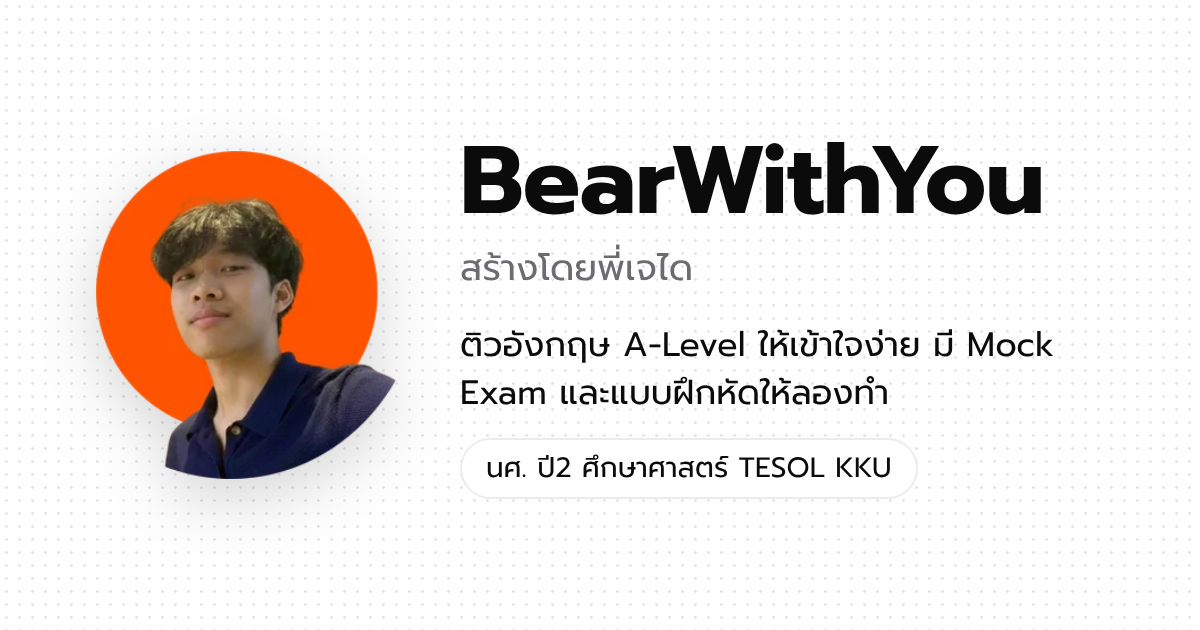 BearWithYou
สร้างโดยพี่เจได
ติวอังกฤษ A-Level ให้เข้าใจง่าย มี Mock
Exam และแบบฝึกหัดให้ลองทำ
นศ. ปี2 ศึกษาศาสตร์ TESOL KKU